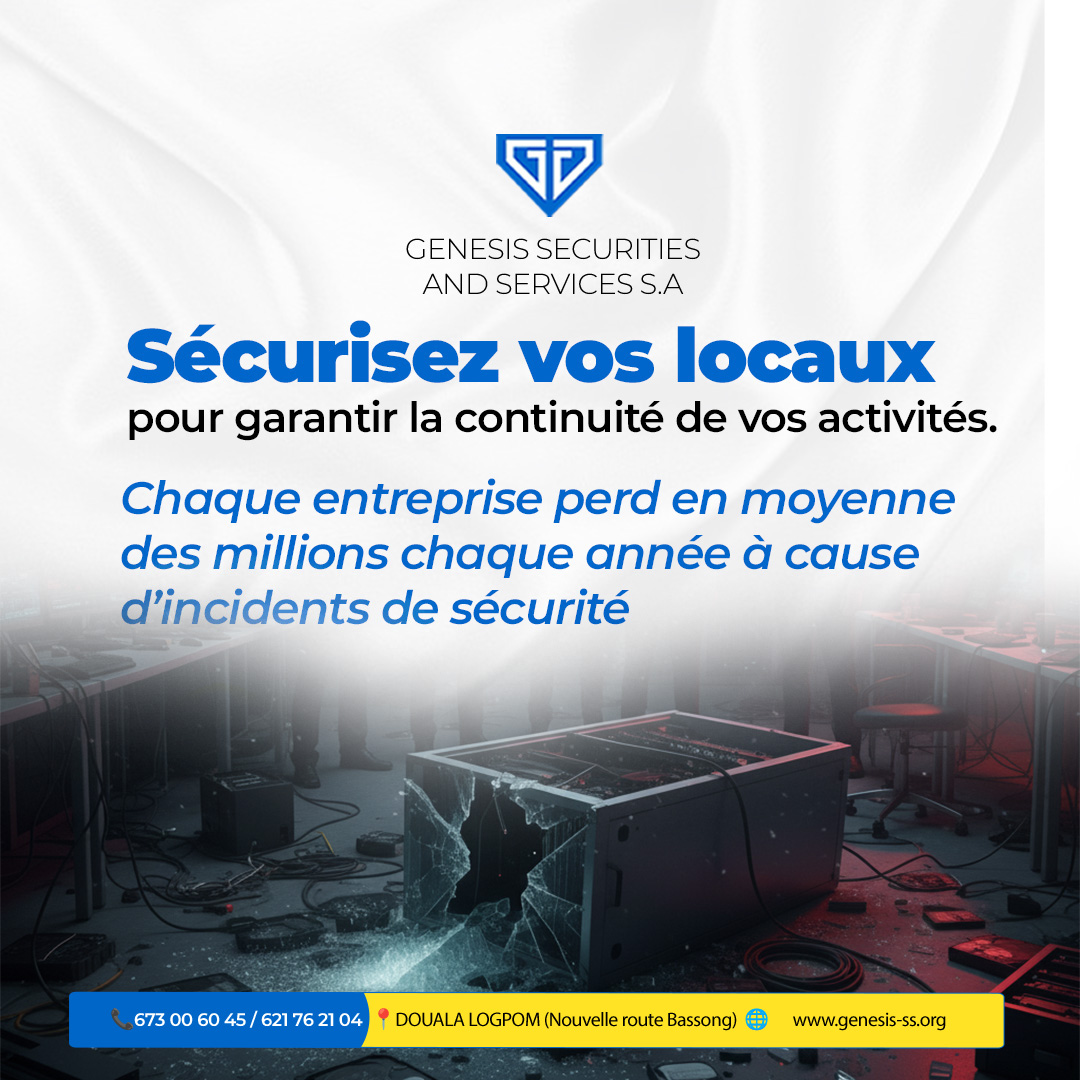 GENESIS SECURITIES
AND SERVICES S.A
Sécurisez vos locaux
pour garantir la continuité de vos activités.
Chaque entreprise perd en moyenne
des millions chaque année à cause
d’incidents de sécurité
673 00 60 45 / 621 76 21 04 DOUALA LOGPOM (Nouvelle route Bassong) www.genesis-ss.org